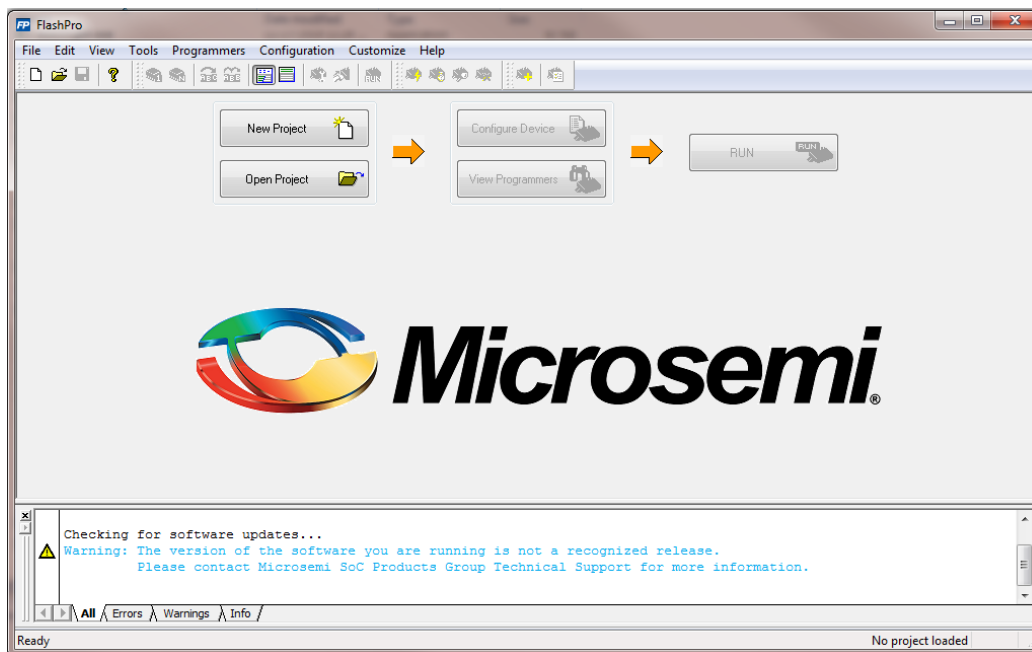 FP FlashPro
File Edit View Tools Programmers Configuration Customize Help
New Project
Configure Device
RUN
RUN
Open Project
View Programmers
Microsemi®
Checking for software updates...
Warning: The version of the software you are running is not a recognized release.
Please contact Microsemi SoC Products Group Technical Support for more information.
All Errors Warnings Info
Ready No project loaded